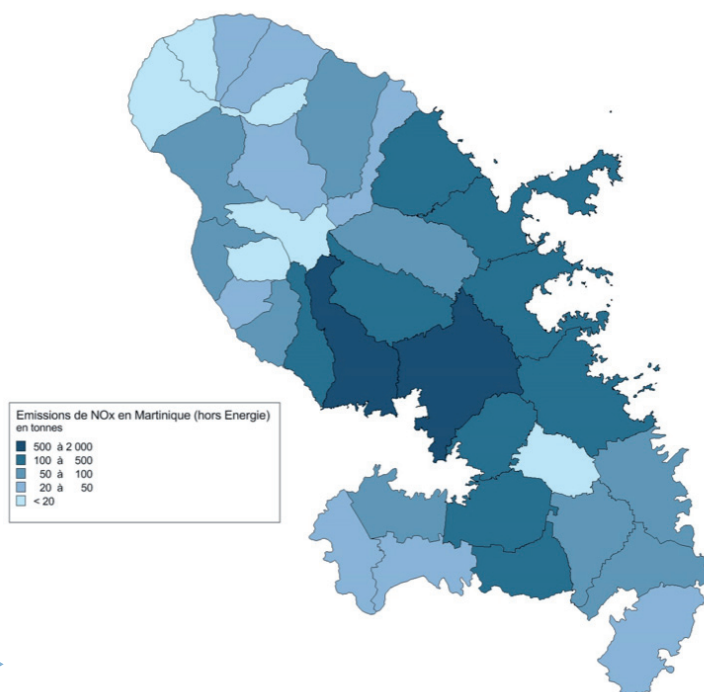 Emissions de NOx en Martinique (hors Energie)
en tonnes
500 à 2 000
100 à 500
50 à 100
20 à 50
< 20